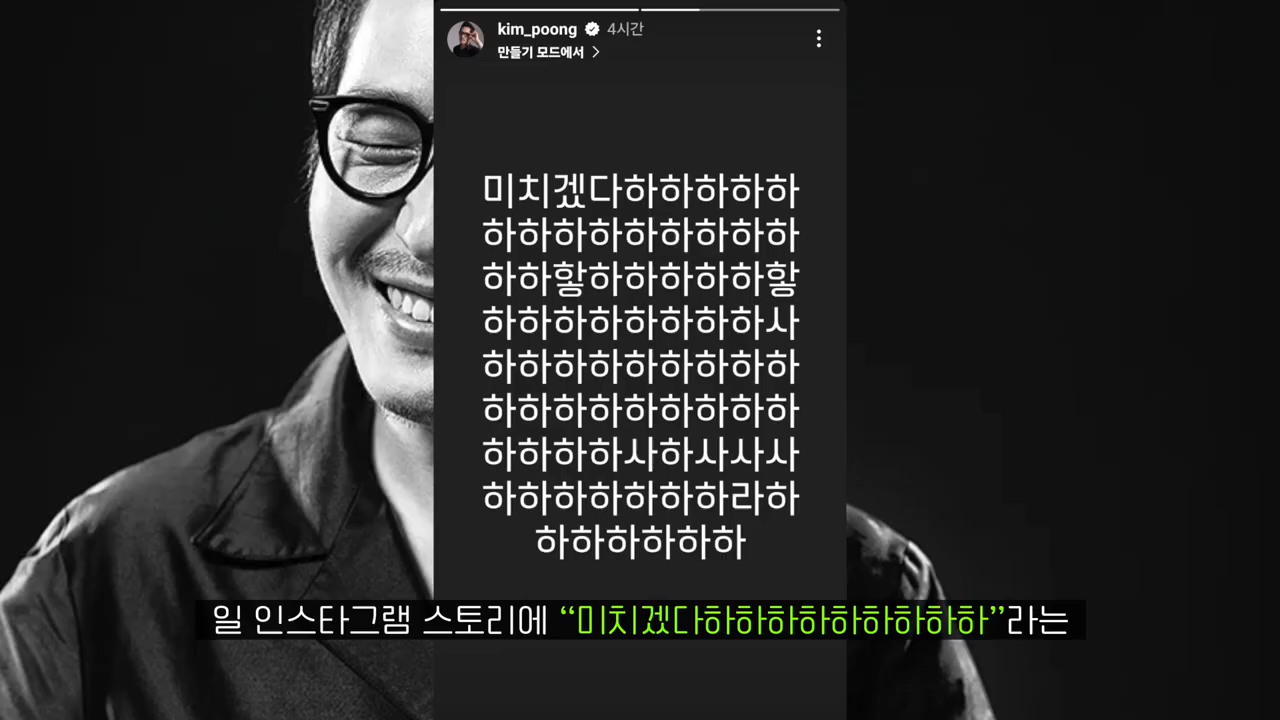 kim_poong 4시간
만들기 모드에서 >
미치겠다하하하하하
하하하하하하하하하
하하핳하하하하하핳
하하하하하하하하사
하하하하하하하하하
하하하하하하하하하
하하하하사하사사사
하하하하하하하라하
하하하하하하
일 인스타그램 스토리에 “미치겠다하하하하하하하하하”라는